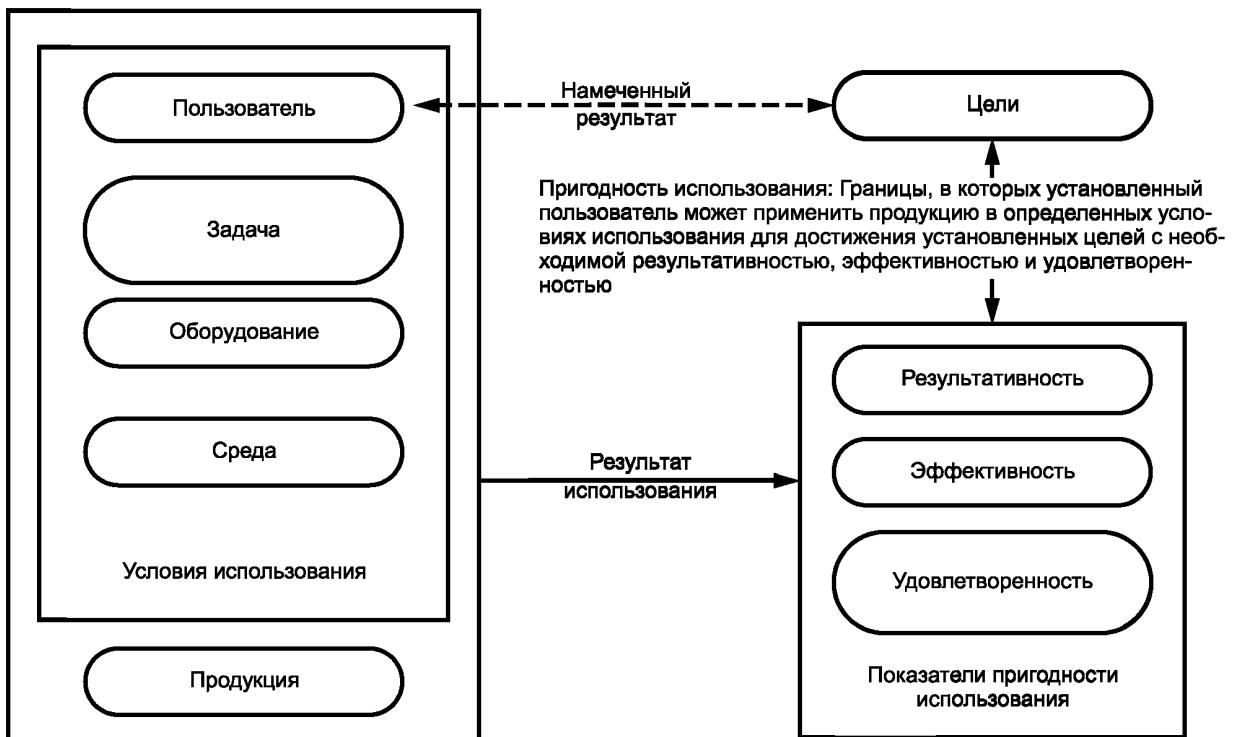 Пользователь
Намеченный
результат
Цели
Пригодность использования: Границы, в которых установленный
пользователь может применить продукцию в определенных усло-
виях использования для достижения установленных целей с необ-
ходимой результативностью, эффективностью и удовлетворен-
ностью
Задача
Оборудование
Среда
Условия использования
Продукция
Результат
использования
Результативность
Эффективность
Удовлетворенность
Показатели пригодности
использования